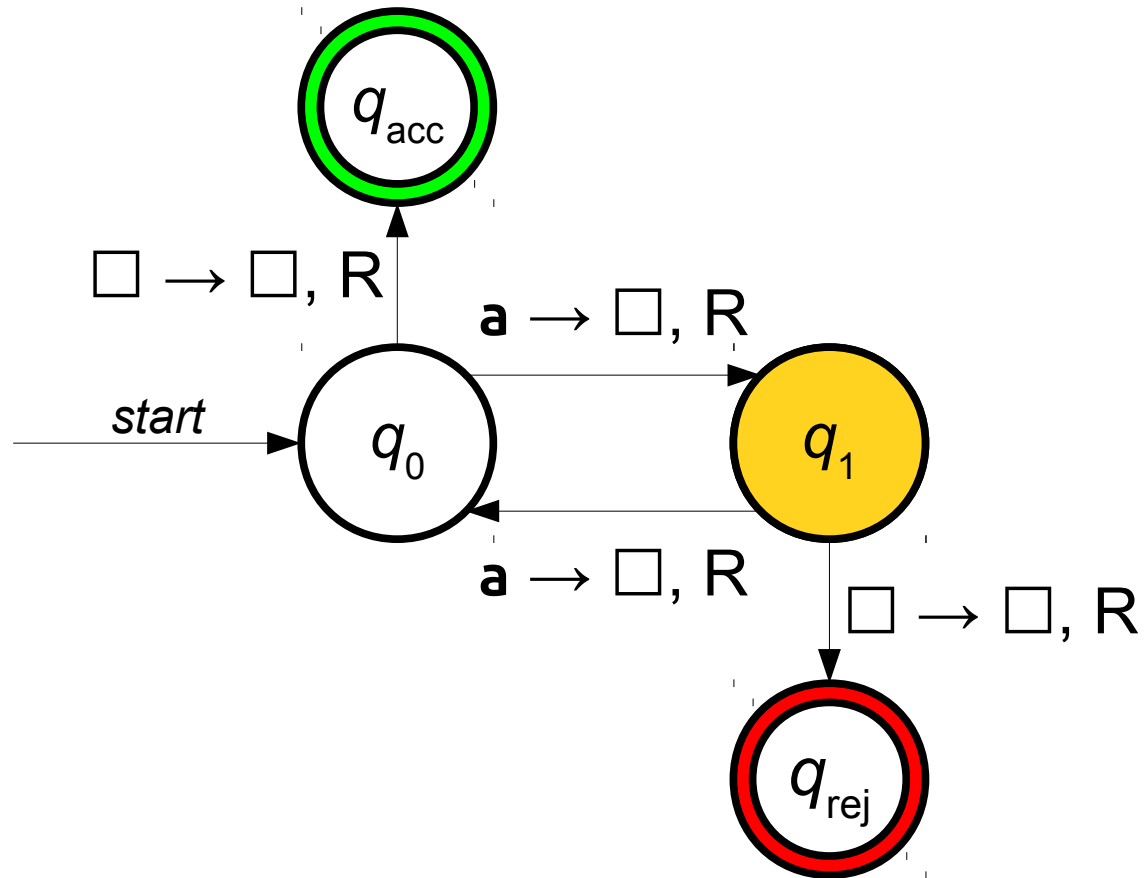 q_acc
□ → □, R
a → □, R
start
q_0
q_1
a → □, R
□ → □, R
q_rej